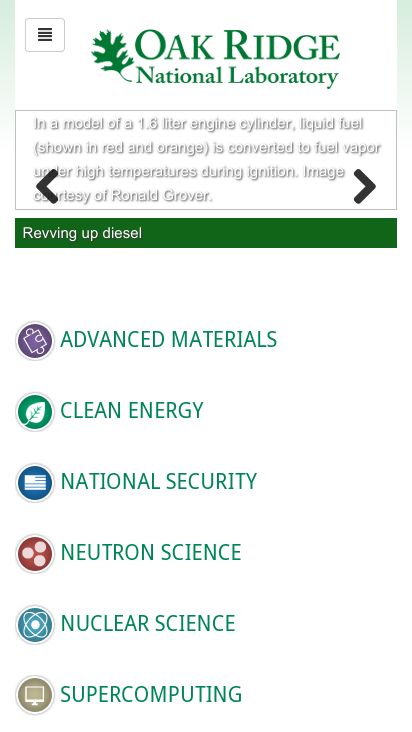 OAK RIDGE
National Laboratory
In a model of a 1.6 liter engine cylinder, liquid fuel
(shown in red and orange) is converted to fuel vapor
under high temperatures during ignition. Image
courtesy of Ronald Grover.
Revving up diesel
ADVANCED MATERIALS
CLEAN ENERGY
NATIONAL SECURITY
NEUTRON SCIENCE
NUCLEAR SCIENCE
SUPERCOMPUTING